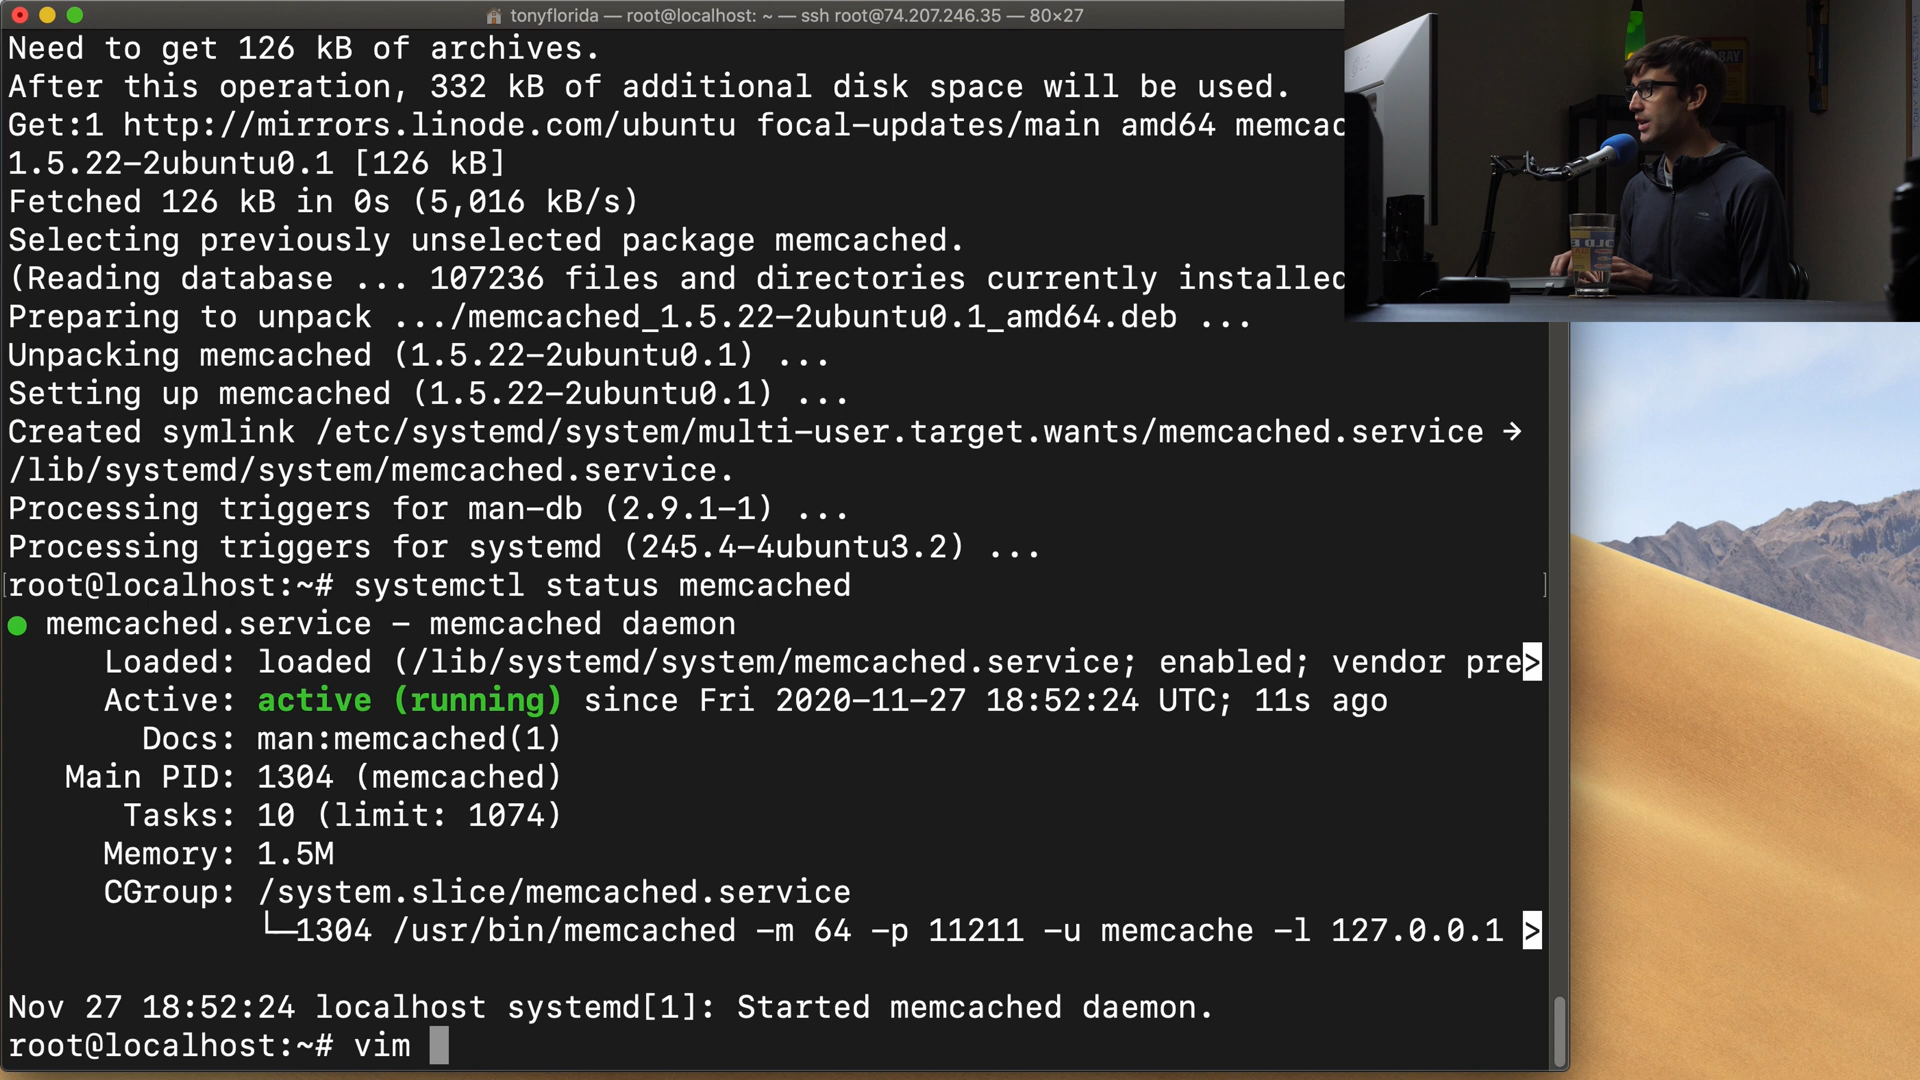 tonyflorida — root@localhost: ~ — ssh root@74.207.246.35 — 80×27
Need to get 126 kB of archives.
After this operation, 332 kB of additional disk space will be used.
Get:1 http://mirrors.linode.com/ubuntu focal-updates/main amd64 memcac
1.5.22-2ubuntu0.1 [126 kB]
Fetched 126 kB in 0s (5,016 kB/s)
Selecting previously unselected package memcached.
(Reading database ... 107236 files and directories currently installed
Preparing to unpack .../memcached_1.5.22-2ubuntu0.1_amd64.deb ...
Unpacking memcached (1.5.22-2ubuntu0.1) ...
Setting up memcached (1.5.22-2ubuntu0.1) ...
Created symlink /etc/systemd/system/multi-user.target.wants/memcached.service →
/lib/systemd/system/memcached.service.
Processing triggers for man-db (2.9.1-1) ...
Processing triggers for systemd (245.4-4ubuntu3.2) ...
[root@localhost:~# systemctl status memcached ]
● memcached.service - memcached daemon
Loaded: loaded (/lib/systemd/system/memcached.service; enabled; vendor pre>
Active: active (running) since Fri 2020-11-27 18:52:24 UTC; 11s ago
Docs: man:memcached(1)
Main PID: 1304 (memcached)
Tasks: 10 (limit: 1074)
Memory: 1.5M
CGroup: /system.slice/memcached.service
└─1304 /usr/bin/memcached -m 64 -p 11211 -u memcache -l 127.0.0.1 >
Nov 27 18:52:24 localhost systemd[1]: Started memcached daemon.
root@localhost:~# vim